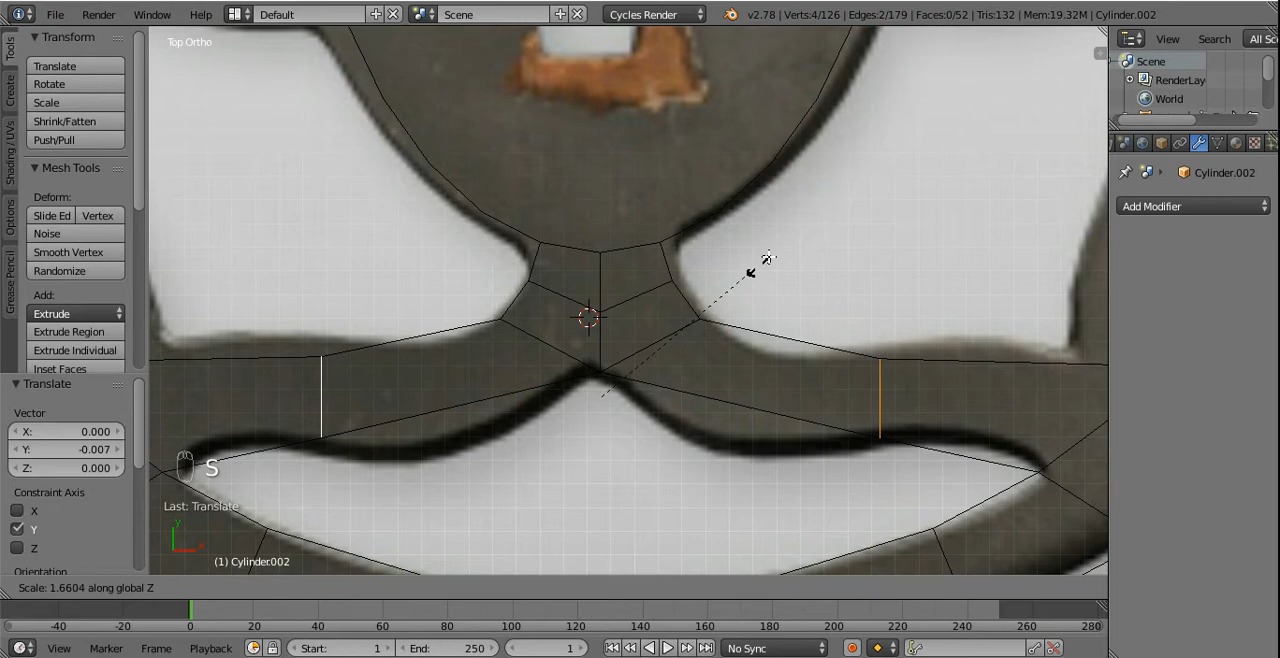 File Render Window Help Default Scene Cycles Render v2.78 | Verts:4/126 | Edges:2/179 | Faces:0/52 | Tris:132 | Mem:19.32M | Cylinder.002
Tools
Create
Shading / UVs
Options
Grease Pencil
Transform
Translate
Rotate
Scale
Shrink/Fatten
Push/Pull
Mesh Tools
Deform:
Slide Ed Vertex
Noise
Smooth Vertex
Randomize
Add:
Extrude
Extrude Region
Extrude Individual
Inset Faces
Translate
Vector
X: 0.000
Y: -0.007
Z: 0.000
Constraint Axis
X
Y
Z
Orientation
Top Ortho
S
Last: Translate
y
x
(1) Cylinder.002
Scale: 1.6604 along global Z
View Search All Sc
Scene
RenderLay
World
Cylinder.002
Add Modifier
-40 -20 0 20 40 60 80 100 120 140 160 180 200 220 240 260 280
View Marker Frame Playback Start: 1 End: 250 1 No Sync